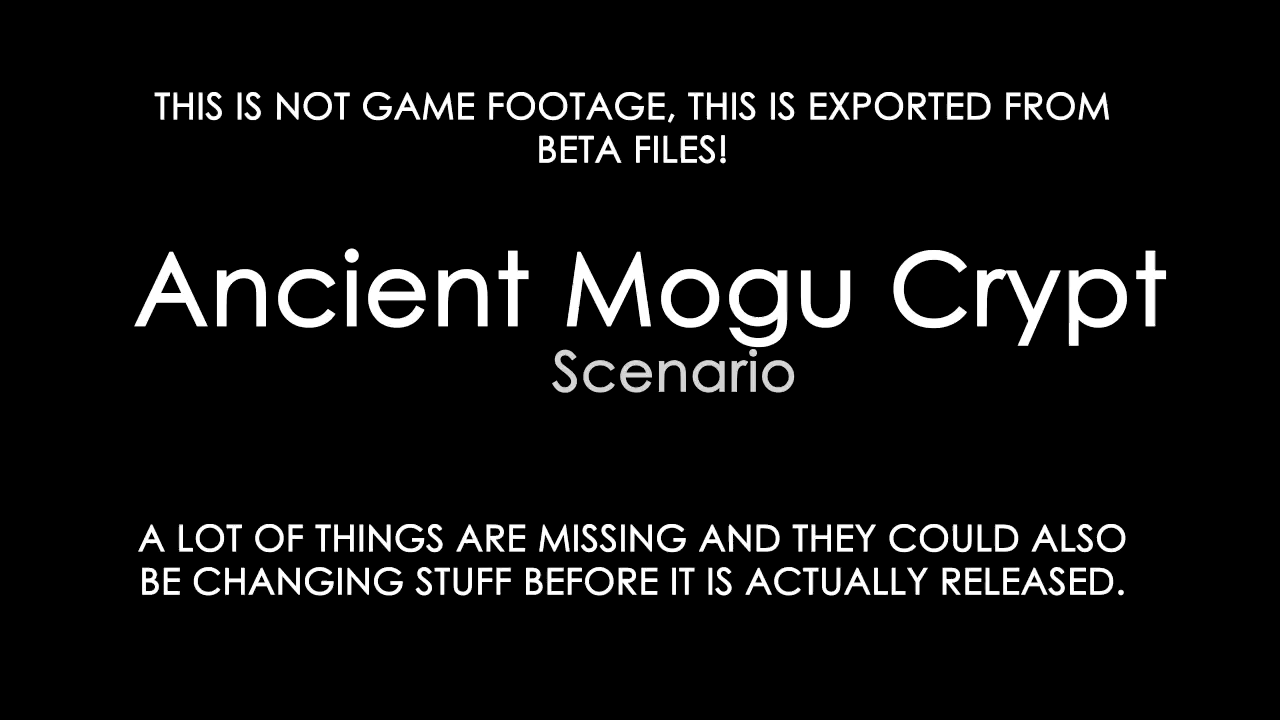 THIS IS NOT GAME FOOTAGE, THIS IS EXPORTED FROM
BETA FILES!
Ancient Mogu Crypt
Scenario
A LOT OF THINGS ARE MISSING AND THEY COULD ALSO
BE CHANGING STUFF BEFORE IT IS ACTUALLY RELEASED.